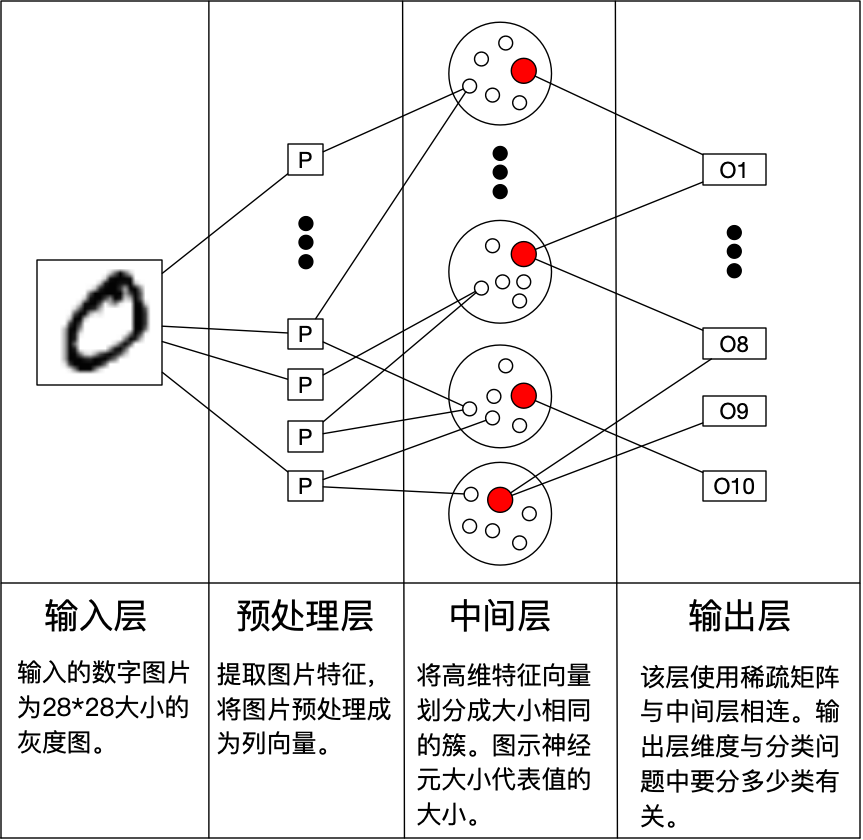 P
O1
P
O8
P
O9
P
P
O10
输入层
预处理层
中间层
输出层
输入的数字图片
为28*28大小的
灰度图。
提取图片特征，
将图片预处理成
为列向量。
将高维特征向量
划分成大小相同
的簇。图示神经
元大小代表值的
大小。
该层使用稀疏矩阵
与中间层相连。输
出层维度与分类问
题中要分多少类有
关。